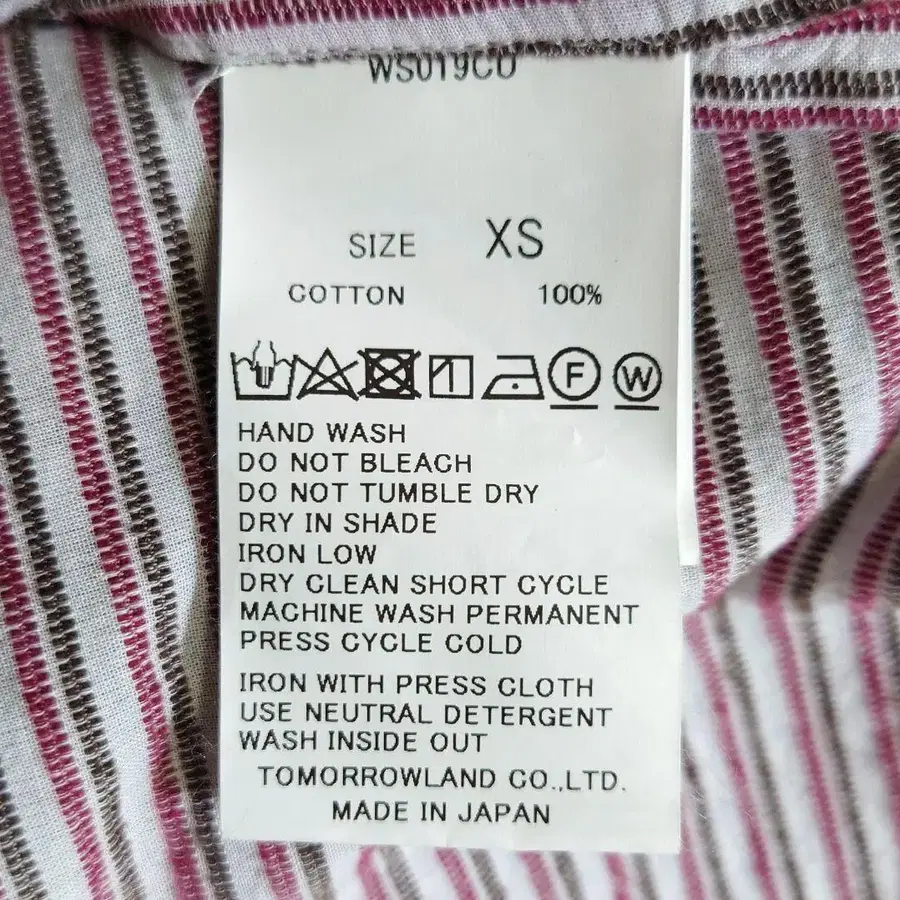 WS019CU
SIZE XS
COTTON 100%
F W
HAND WASH
DO NOT BLEACH
DO NOT TUMBLE DRY
DRY IN SHADE
IRON LOW
DRY CLEAN SHORT CYCLE
MACHINE WASH PERMANENT
PRESS CYCLE COLD
IRON WITH PRESS CLOTH
USE NEUTRAL DETERGENT
WASH INSIDE OUT
TOMORROWLAND CO.,LTD.
MADE IN JAPAN